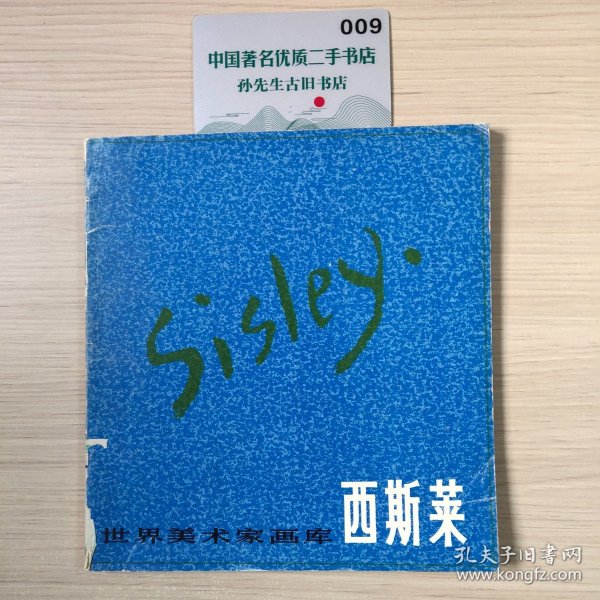 009
中国著名优质二手书店
孙先生古旧书店
Sisley.
世界美术家画库
西斯莱
孔夫子旧书网
www.kongfz.com